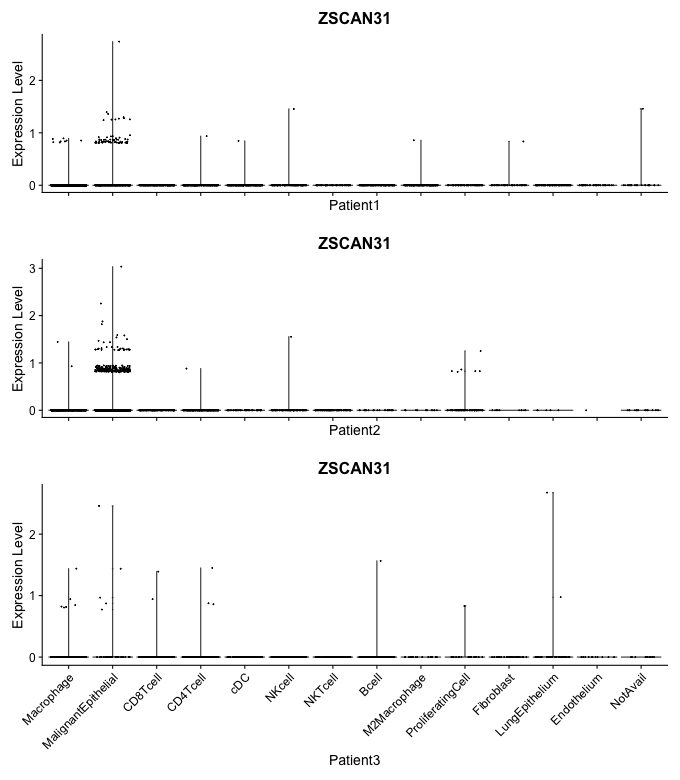 ZSCAN31
Expression Level
2
1
0
Patient1
ZSCAN31
Expression Level
3
2
1
0
Patient2
ZSCAN31
Expression Level
2
1
0
Macrophage
MalignantEpithelial
CD8Tcell
CD4Tcell
cDC
NKcell
NKTcell
Bcell
M2Macrophage
ProliferatingCell
Fibroblast
LungEpithelium
Endothelium
NotAvail
Patient3